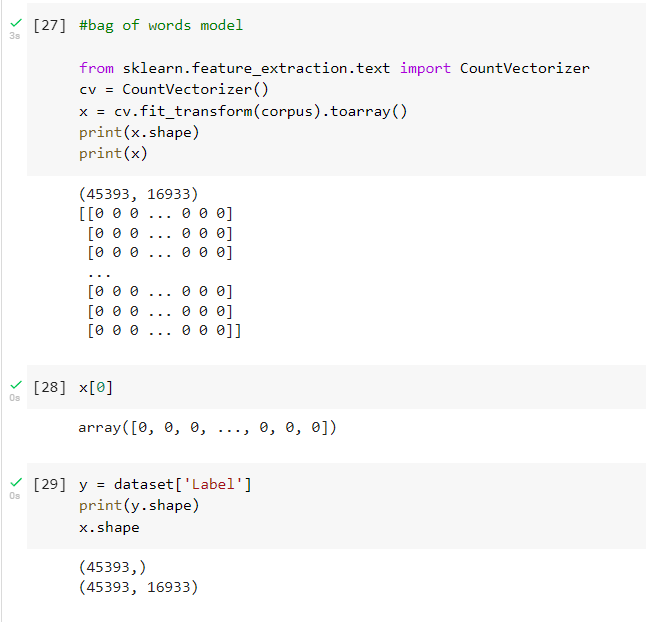 [27] #bag of words model
3s
from sklearn.feature_extraction.text import CountVectorizer
cv = CountVectorizer()
x = cv.fit_transform(corpus).toarray()
print(x.shape)
print(x)
(45393, 16933)
[[0 0 0 ... 0 0 0]
[0 0 0 ... 0 0 0]
[0 0 0 ... 0 0 0]
...
[0 0 0 ... 0 0 0]
[0 0 0 ... 0 0 0]
[0 0 0 ... 0 0 0]]
[28] x[0]
0s
array([0, 0, 0, ..., 0, 0, 0])
[29] y = dataset['Label']
0s
print(y.shape)
x.shape
(45393,)
(45393, 16933)